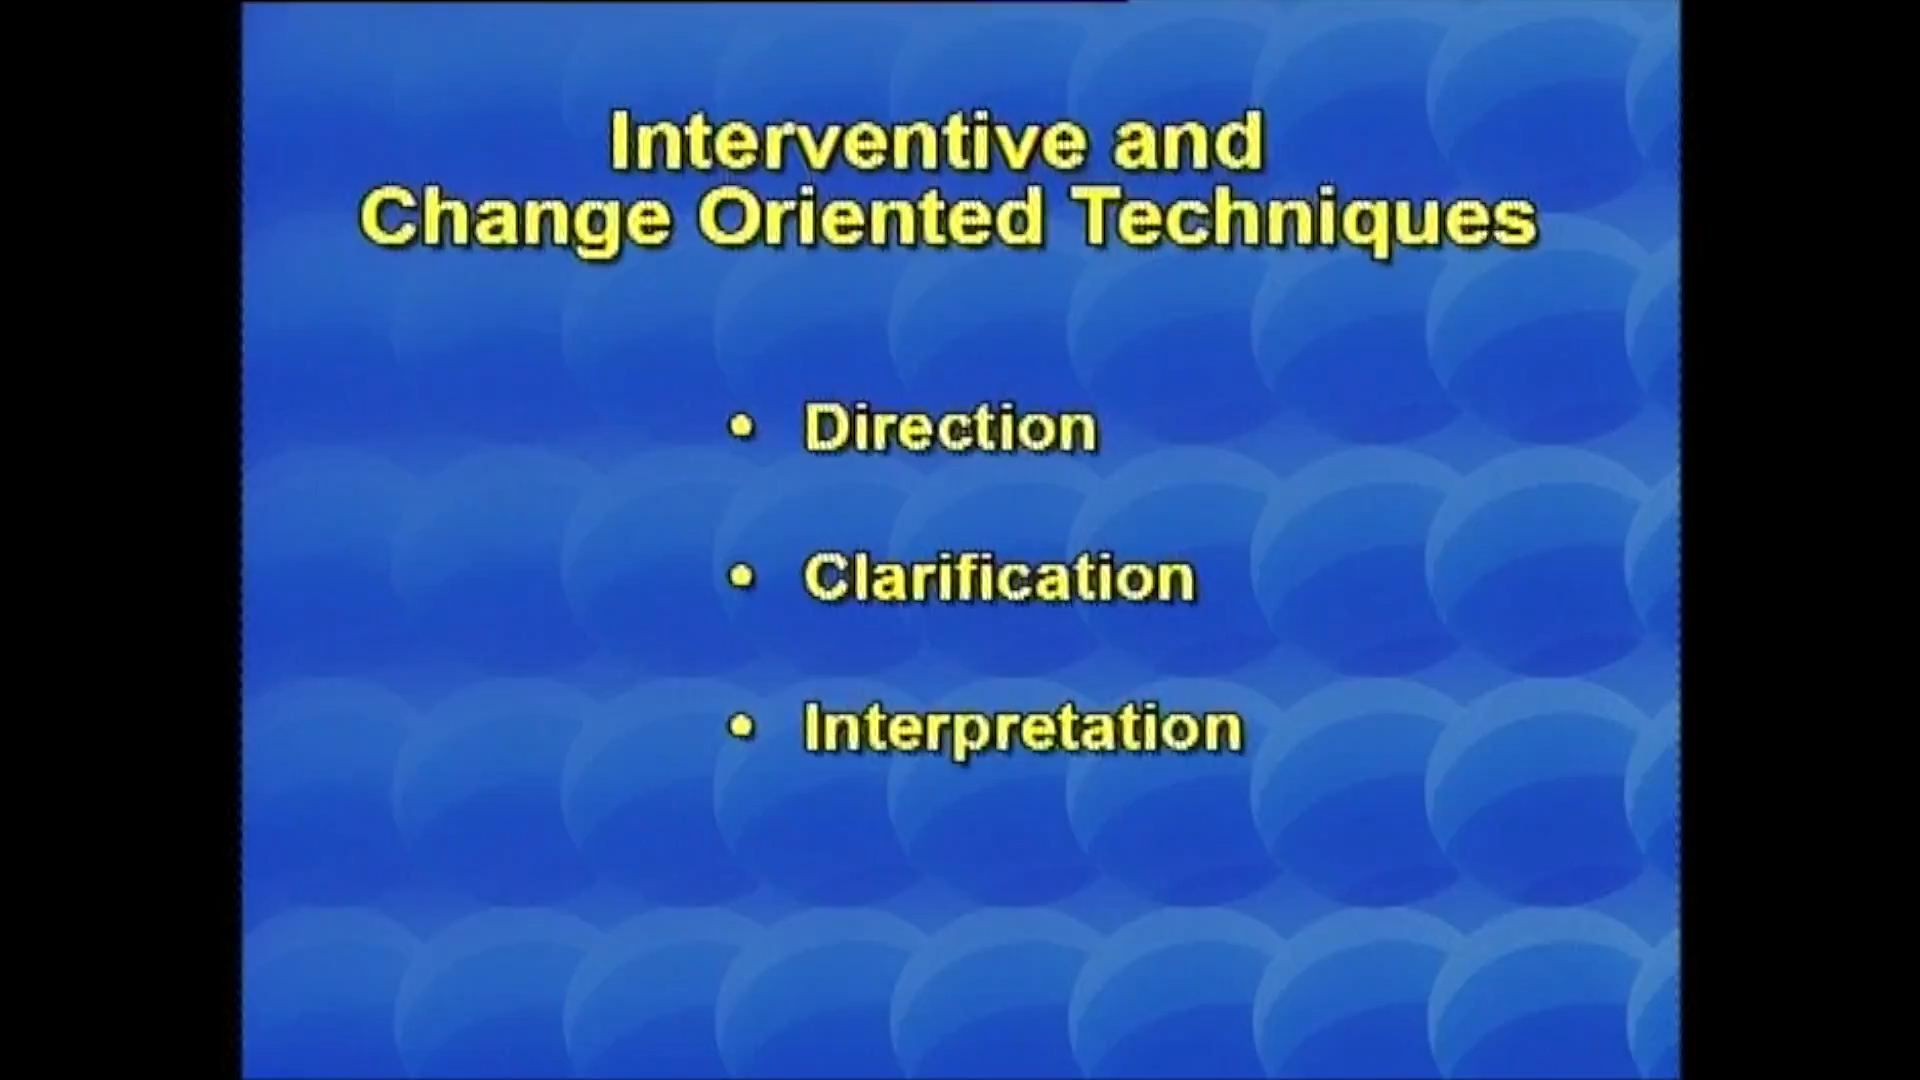 Interventive and
Change Oriented Techniques
• Direction
• Clarification
• Interpretation